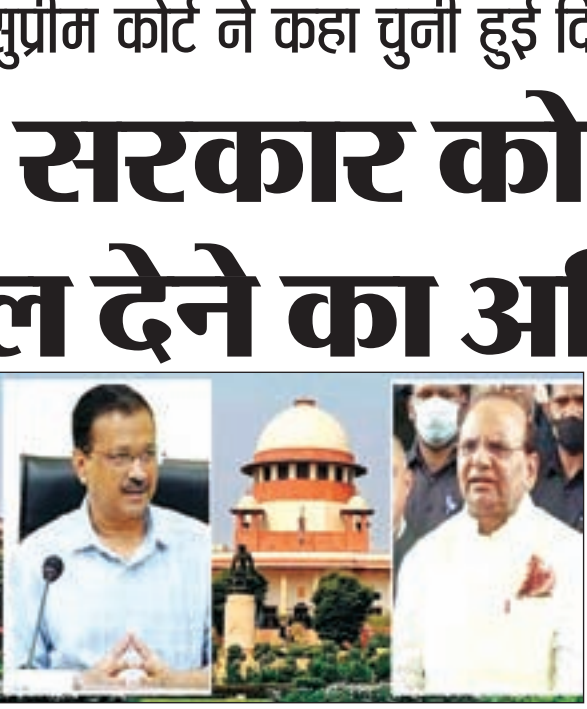 सुप्रीम कोर्ट ने कहा चुनी हुई
सरकार को
देने का